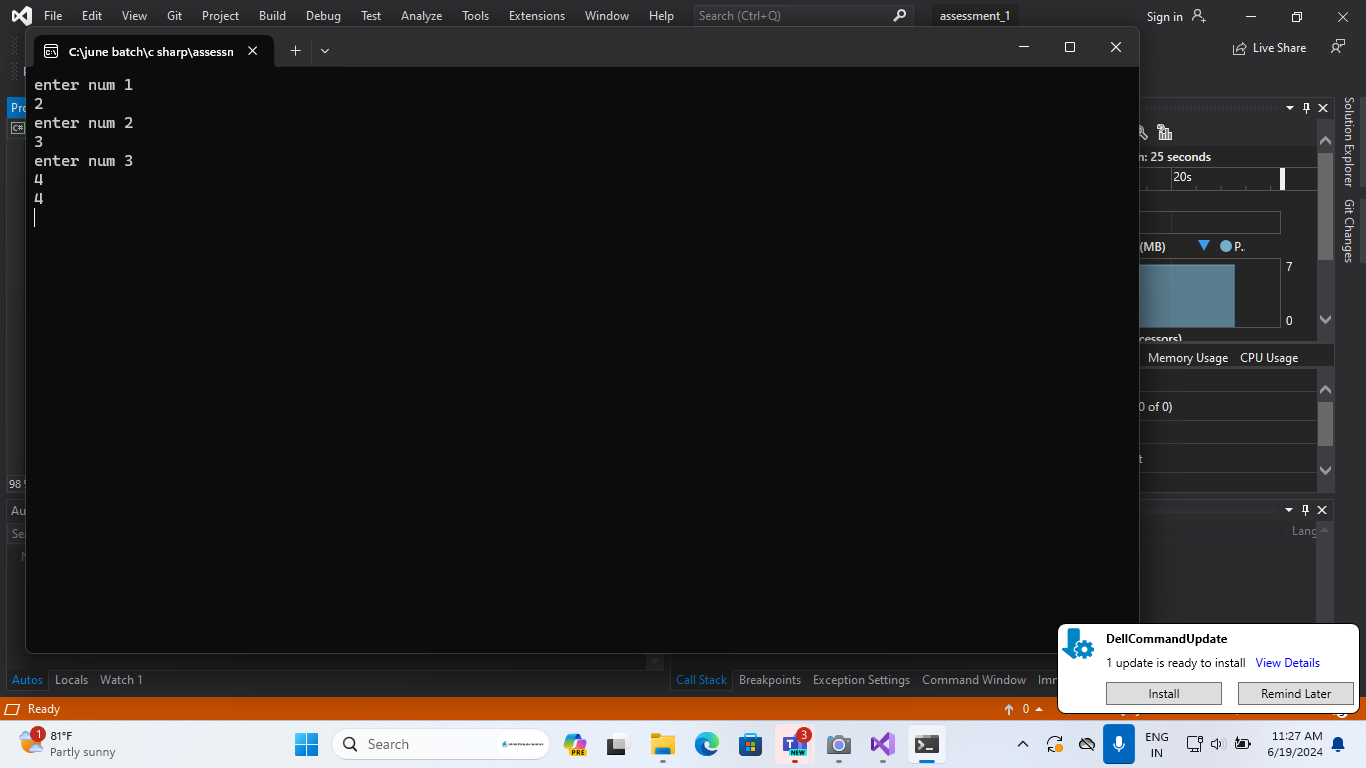 File Edit View Git Project Build Debug Test Analyze Tools Extensions Window Help Search (Ctrl+Q) assessment_1 Sign in
C:\june batch\c sharp\assessn
Live Share
enter num 1
2
enter num 2
3
enter num 3
4
4
n: 25 seconds
20s
(MB) P..
7
0
Memory Usage CPU Usage
0 of 0)
98 %
Lang
Solution Explorer
Git Changes
Autos Locals Watch 1
Call Stack Breakpoints Exception Settings Command Window Imm
DellCommandUpdate
1 update is ready to install View Details
Install Remind Later
Ready
0
1
81°F
Partly sunny
Search
PRE
3
NEW
ENG
IN
11:27 AM
6/19/2024